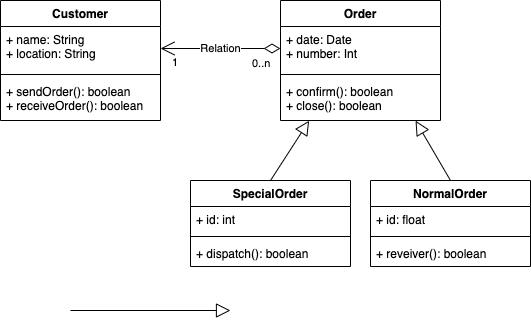 Customer
+ name: String
+ location: String
+ sendOrder(): boolean
+ receiveOrder(): boolean
Relation
1
0..n
Order
+ date: Date
+ number: Int
+ confirm(): boolean
+ close(): boolean
SpecialOrder
+ id: int
+ dispatch(): boolean
NormalOrder
+ id: float
+ reveiver(): boolean